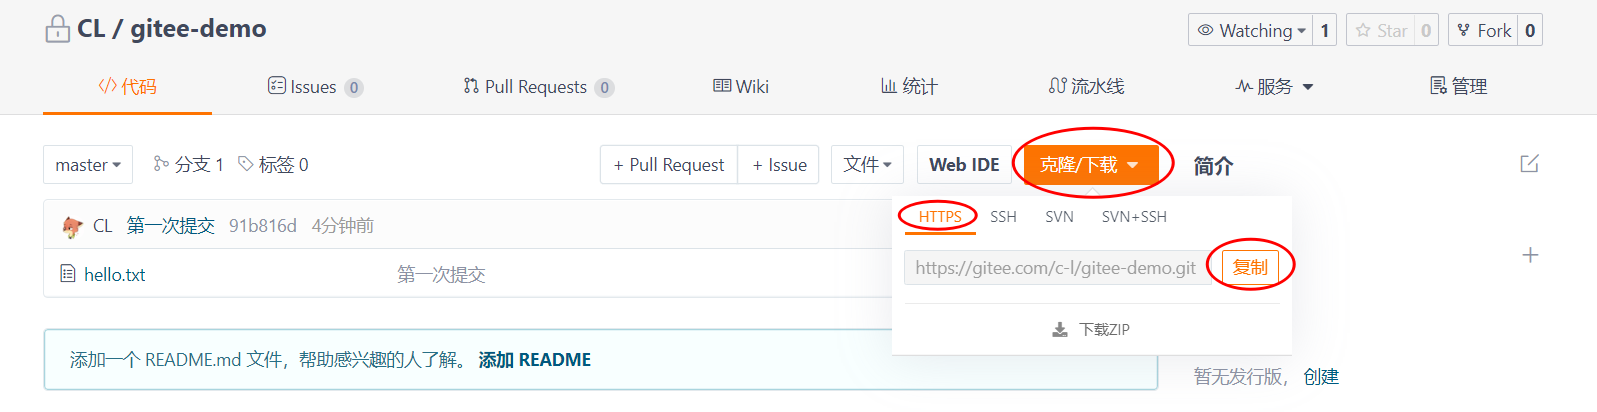 CL / gitee-demo
Watching 1 Star 0 Fork 0
代码 Issues 0 Pull Requests 0 Wiki 统计 流水线 服务 管理
master 分支 1 标签 0 + Pull Request + Issue 文件 Web IDE 克隆/下载 简介
HTTPS SSH SVN SVN+SSH
CL 第一次提交 91b816d 4分钟前
https://gitee.com/c-l/gitee-demo.git 复制
hello.txt 第一次提交
下载ZIP
添加一个 README.md 文件，帮助感兴趣的人了解。 添加 README
暂无发行版， 创建